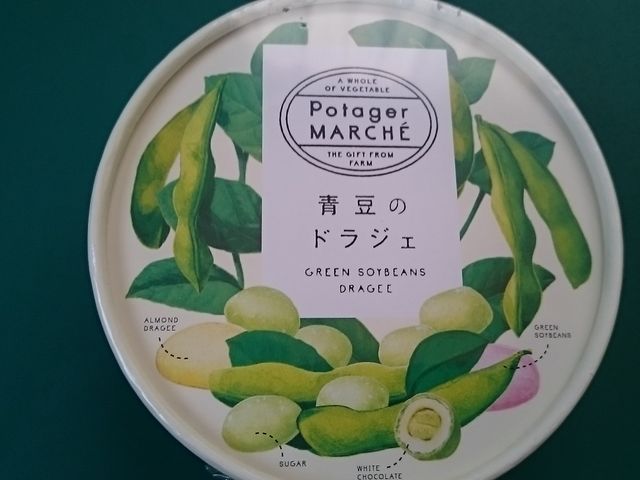 A WHOLE
OF VEGETABLE
Potager
MARCHÉ
THE GIFT FROM
FARM
青豆の
ドラジェ
GREEN SOYBEANS
DRAGEE
ALMOND
DRAGEE
GREEN
SOYBEANS
SUGAR
WHITE
CHOCOLATE